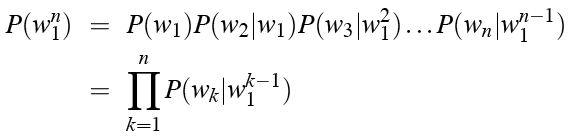 P(w_1^n) = P(w_1)P(w_2|w_1)P(w_3|w_1^2)…P(w_n|w_1^{n−1})
= ∏_{k=1}^{n} P(w_k|w_1^{k−1})